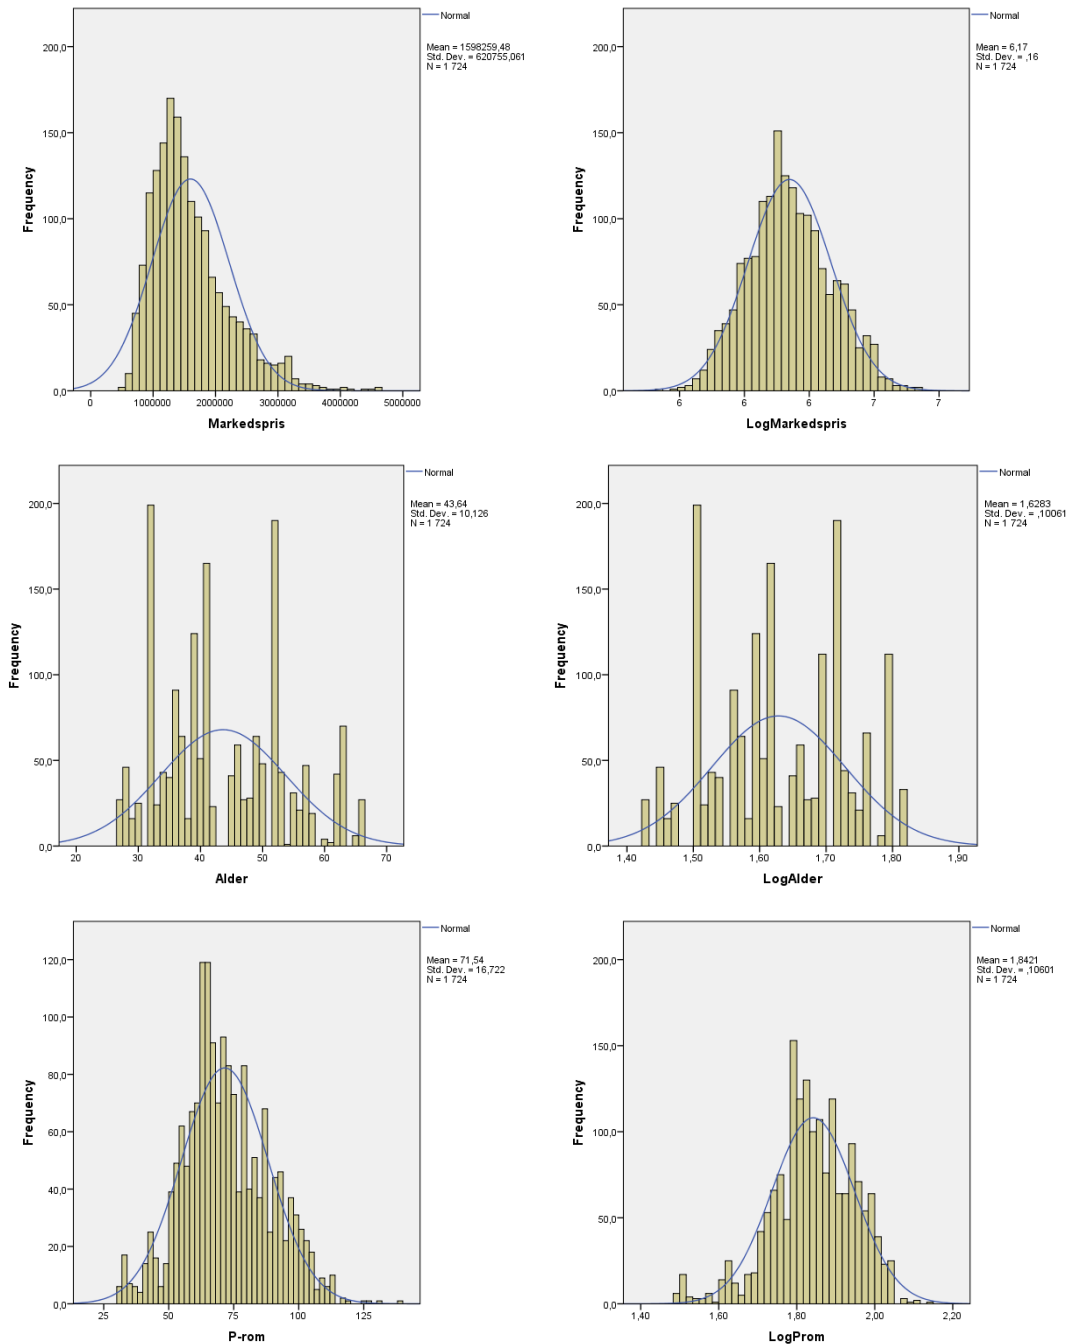 Normal
Mean = 1598259,48
Std. Dev. = 620755,061
N = 1 724
Frequency
200,0
150,0
100,0
50,0
0,0
0 1000000 2000000 3000000 4000000 5000000
Markedspris
Normal
Mean = 6,17
Std. Dev. = ,16
N = 1 724
Frequency
200,0
150,0
100,0
50,0
0,0
6 6 6 7 7
LogMarkedspris
Normal
Mean = 43,64
Std. Dev. = 10,126
N = 1 724
Frequency
200,0
150,0
100,0
50,0
0,0
20 30 40 50 60 70
Alder
Normal
Mean = 1,6283
Std. Dev. = ,10061
N = 1 724
Frequency
200,0
150,0
100,0
50,0
0,0
1,40 1,50 1,60 1,70 1,80 1,90
LogAlder
Normal
Mean = 71,54
Std. Dev. = 16,722
N = 1 724
Frequency
120,0
100,0
80,0
60,0
40,0
20,0
0,0
25 50 75 100 125
P-rom
Normal
Mean = 1,8421
Std. Dev. = ,10601
N = 1 724
Frequency
200,0
150,0
100,0
50,0
0,0
1,40 1,60 1,80 2,00 2,20
LogProm